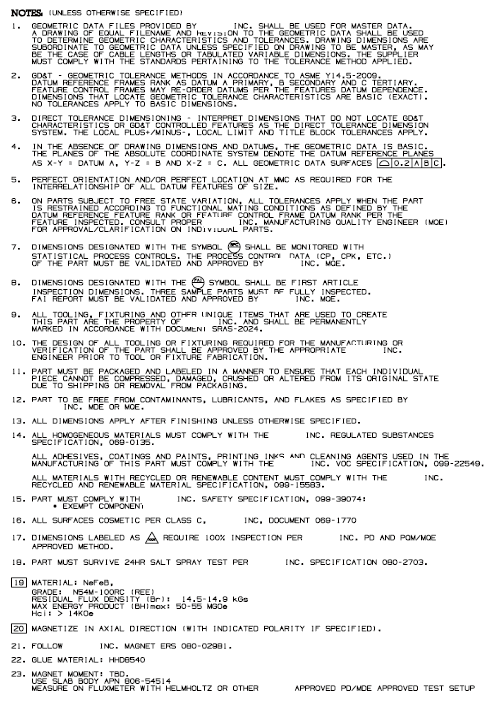 NOTES: (UNLESS OTHERWISE SPECIFIED)
1. GEOMETRIC DATA FILES PROVIDED BY INC. SHALL BE USED FOR MASTER DATA.
A DRAWING OF EQUAL FILENAME AND REVISION TO THE GEOMETRIC DATA SHALL BE USED
TO DETERMINE GEOMETRIC CHARACTERISTICS AND TOLERANCES. DRAWING DIMENSIONS ARE
SUBORDINATE TO GEOMETRIC DATA UNLESS SPECIFIED ON DRAWING TO BE MASTER, AS MAY
BE THE CASE OF CABLE LENGTHS OR TABULATED VARIABLE DIMENSIONS. THE SUPPLIER
MUST COMPLY WITH THE STANDARDS PERTAINING TO THE TOLERANCE METHOD APPLIED.
2. GD&T - GEOMETRIC TOLERANCE METHODS IN ACCORDANCE TO ASME Y14.5-2009.
DATUM REFERENCE FRAMES RANK AS DATUM A PRIMARY, B SECONDARY AND C TERTIARY.
FEATURE CONTROL FRAMES MAY RE-ORDER DATUMS PER THE FEATURES DATUM DEPENDENCE.
DIMENSIONS THAT LOCATE GEOMETRIC TOLERANCE CHARACTERISTICS ARE BASIC (EXACT).
NO TOLERANCES APPLY TO BASIC DIMENSIONS.
3. DIRECT TOLERANCE DIMENSIONING - INTERPRET DIMENSIONS THAT DO NOT LOCATE GD&T
CHARACTERISTICS OR GD&T CONTROLLED FEATURES AS THE DIRECT TOLERANCE DIMENSION
SYSTEM. THE LOCAL PLUS+/MINUS-, LOCAL LIMIT AND TITLE BLOCK TOLERANCES APPLY.
4. IN THE ABSENCE OF DRAWING DIMENSIONS AND DATUMS, THE GEOMETRIC DATA IS BASIC.
THE PLANES OF THE ABSOLUTE COORDINATE SYSTEM DENOTE THE DATUM REFERENCE PLANES
AS X-Y = DATUM A, Y-Z = B AND X-Z = C. ALL GEOMETRIC DATA SURFACES ⌓ 0.2 A B C.
5. PERFECT ORIENTATION AND/OR PERFECT LOCATION AT MMC AS REQUIRED FOR THE
INTERRELATIONSHIP OF ALL DATUM FEATURES OF SIZE.
6. ON PARTS SUBJECT TO FREE STATE VARIATION, ALL TOLERANCES APPLY WHEN THE PART
IS RESTRAINED ACCORDING TO FUNCTIONAL MATING CONDITIONS AS DEFINED BY THE
DATUM REFERENCE FEATURE RANK OR FEATURE CONTROL FRAME DATUM RANK PER THE
FEATURE INSPECTED. CONSULT PROPER INC. MANUFACTURING QUALITY ENGINEER (MQE)
FOR APPROVAL/CLARIFICATION ON INDIVIDUAL PARTS.
7. DIMENSIONS DESIGNATED WITH THE SYMBOL SHALL BE MONITORED WITH
STATISTICAL PROCESS CONTROLS. THE PROCESS CONTROL DATA (CP, CPK, ETC.)
OF THE PART MUST BE VALIDATED AND APPROVED BY INC. MQE.
8. DIMENSIONS DESIGNATED WITH THE SYMBOL SHALL BE FIRST ARTICLE
INSPECTION DIMENSIONS. THREE SAMPLE PARTS MUST BE FULLY INSPECTED.
FAI REPORT MUST BE VALIDATED AND APPROVED BY INC. MQE.
9. ALL TOOLING, FIXTURING AND OTHER UNIQUE ITEMS THAT ARE USED TO CREATE
THIS PART ARE THE PROPERTY OF INC. AND SHALL BE PERMANENTLY
MARKED IN ACCORDANCE WITH DOCUMENT SRAS-2024.
10. THE DESIGN OF ALL TOOLING OR FIXTURING REQUIRED FOR THE MANUFACTURING OR
VERIFICATION OF THE PART SHALL BE APPROVED BY THE APPROPRIATE INC.
ENGINEER PRIOR TO TOOL OR FIXTURE FABRICATION.
11. PART MUST BE PACKAGED AND LABELED IN A MANNER TO ENSURE THAT EACH INDIVIDUAL
PIECE CANNOT BE COMPRESSED, DAMAGED, CRUSHED OR ALTERED FROM ITS ORIGINAL STATE
DUE TO SHIPPING OR REMOVAL FROM PACKAGING.
12. PART TO BE FREE FROM CONTAMINANTS, LUBRICANTS, AND FLAKES AS SPECIFIED BY
INC. MDE OR MQE.
13. ALL DIMENSIONS APPLY AFTER FINISHING UNLESS OTHERWISE SPECIFIED.
14. ALL HOMOGENEOUS MATERIALS MUST COMPLY WITH THE INC. REGULATED SUBSTANCES
SPECIFICATION, 069-0135.
ALL ADHESIVES, COATINGS AND PAINTS, PRINTING INKS AND CLEANING AGENTS USED IN THE
MANUFACTURING OF THIS PART MUST COMPLY WITH THE INC. VOC SPECIFICATION, 099-22549.
ALL MATERIALS WITH RECYCLED OR RENEWABLE CONTENT MUST COMPLY WITH THE INC.
RECYCLED AND RENEWABLE MATERIAL SPECIFICATION, 099-15583.
15. PART MUST COMPLY WITH INC. SAFETY SPECIFICATION, 099-39074:
* EXEMPT COMPONENT
16. ALL SURFACES COSMETIC PER CLASS C, INC. DOCUMENT 069-1770
17. DIMENSIONS LABELED AS REQUIRE 100% INSPECTION PER INC. PD AND PQM/MQE
APPROVED METHOD.
18. PART MUST SURVIVE 24HR SALT SPRAY TEST PER INC. SPECIFICATION 080-2703.
19 MATERIAL: NeFeB,
GRADE: N54M-100RC (REE)
RESIDUAL FLUX DENSITY (Br): 14.5-14.9 kGs
MAX ENERGY PRODUCT (BH)max: 50-55 MGOe
Hcj: > 14KOe
20 MAGNETIZE IN AXIAL DIRECTION (WITH INDICATED POLARITY IF SPECIFIED).
21. FOLLOW INC. MAGNET ERS 080-02981.
22. GLUE MATERIAL: HHD8540
23. MAGNET MOMENT: TBD.
USE SLAB BODY APN 806-54514
MEASURE ON FLUXMETER WITH HELMHOLTZ OR OTHER APPROVED PD/MDE APPROVED TEST SETUP